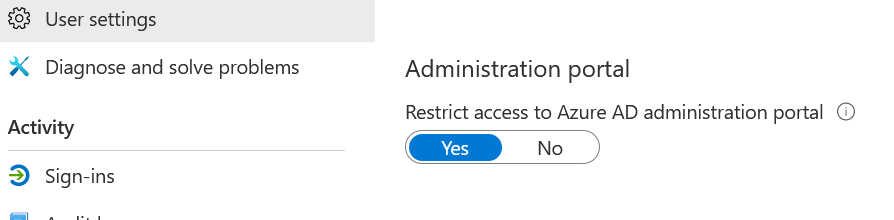 User settings
Diagnose and solve problems
Administration portal
Restrict access to Azure AD administration portal
Yes No
Activity
Sign-ins